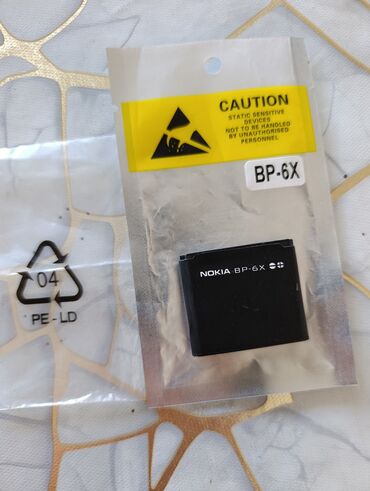 CAUTION
STATIC SENSITIVE
DEVICES
NOT TO BE HANDLED
BY UNAUTHORISED
PERSONNEL
BP-6X
NOKIA BP-6X
04
PE-LD